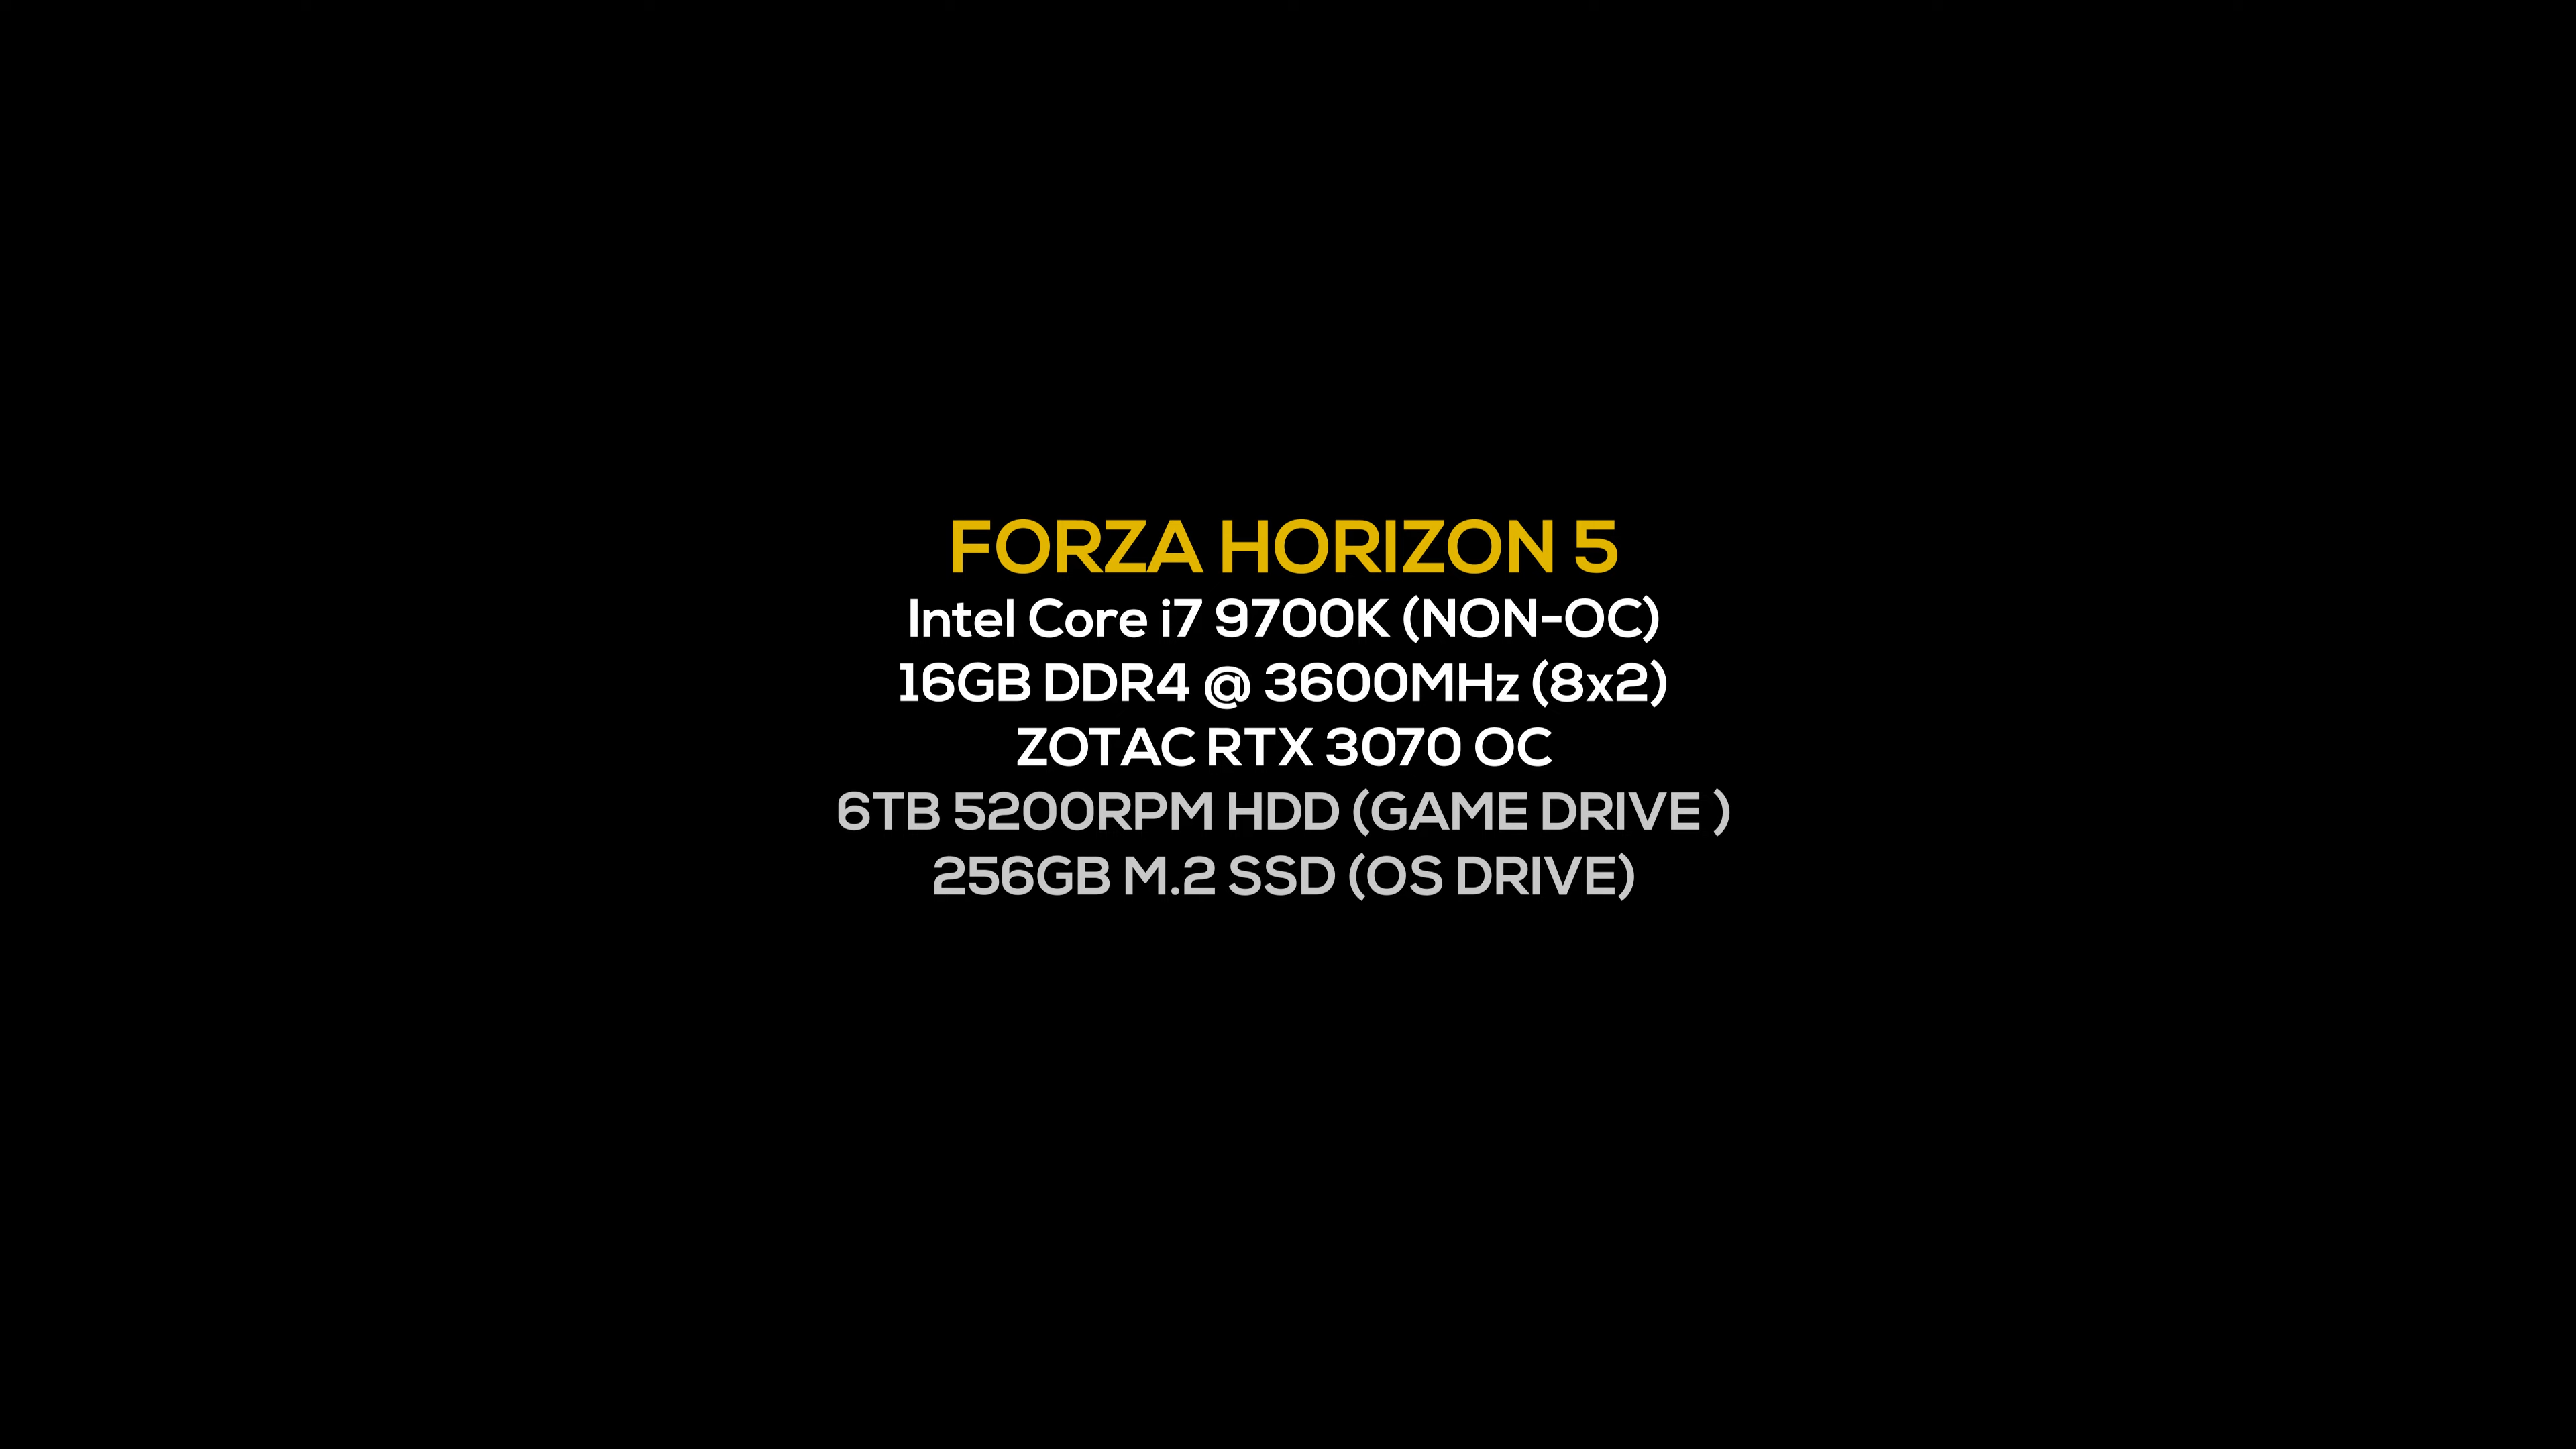 FORZA HORIZON 5
Intel Core i7 9700K (NON-OC)
16GB DDR4 @ 3600MHz (8x2)
ZOTAC RTX 3070 OC
6TB 5200RPM HDD (GAME DRIVE )
256GB M.2 SSD (OS DRIVE)